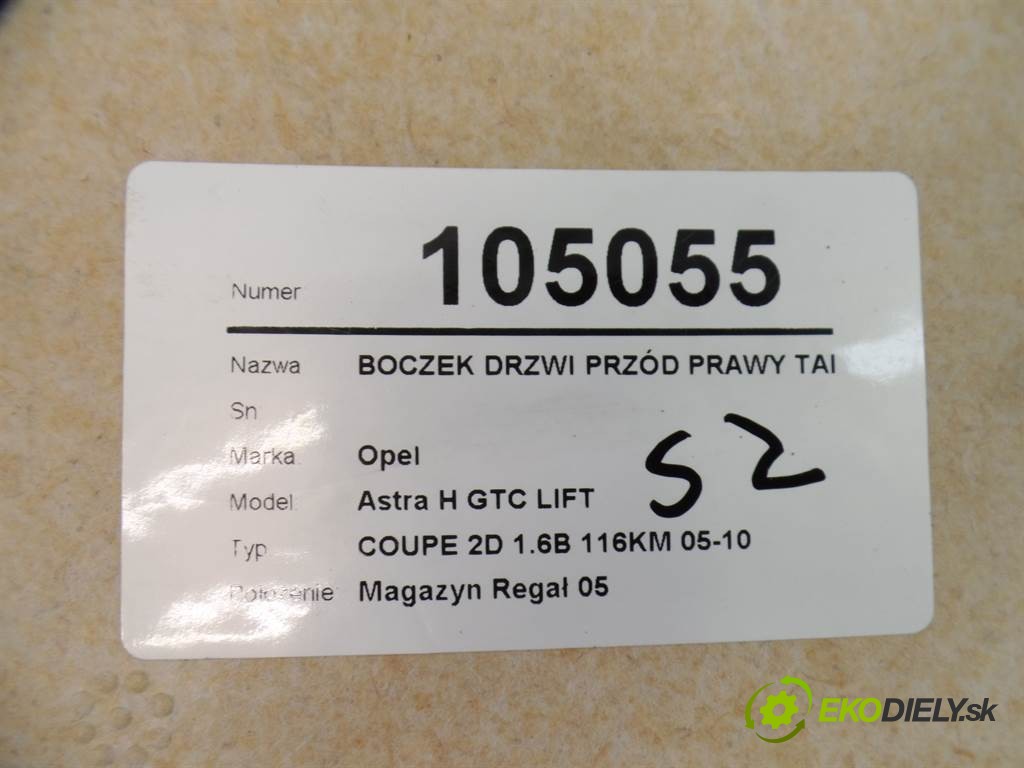 Numer 105055
Nazwa BOCZEK DRZWI PRZÓD PRAWY TAI
Sn
Marka Opel
Model Astra H GTC LIFT
S2
Typ COUPE 2D 1.6B 116KM 05-10
Położenie Magazyn Regał 05
EKODIELY.sk